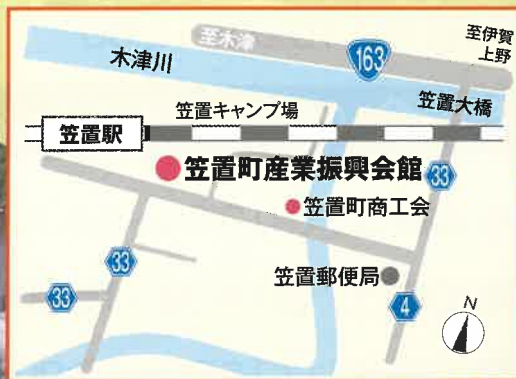 至木津
木津川
163
至伊賀
上野
笠置大橋
笠置キャンプ場
笠置駅
笠置町産業振興会館
33
笠置町商工会
33
33
笠置郵便局
4
N